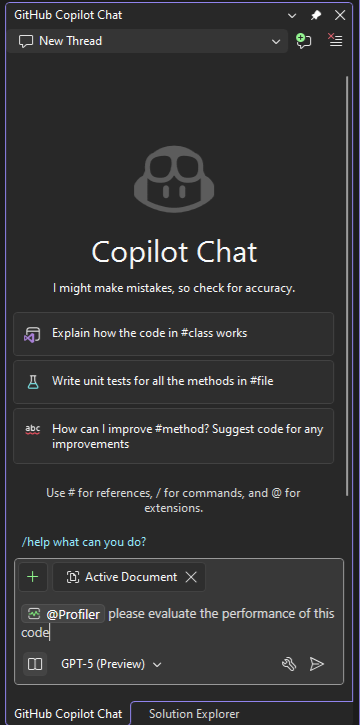 GitHub Copilot Chat
New Thread
Copilot Chat
I might make mistakes, so check for accuracy.
Explain how the code in #class works
Write unit tests for all the methods in #file
abc
How can I improve #method? Suggest code for any
improvements
Use # for references, / for commands, and @ for
extensions.
/help what can you do?
Active Document
@Profiler please evaluate the performance of this
code
GPT-5 (Preview)
GitHub Copilot Chat
Solution Explorer